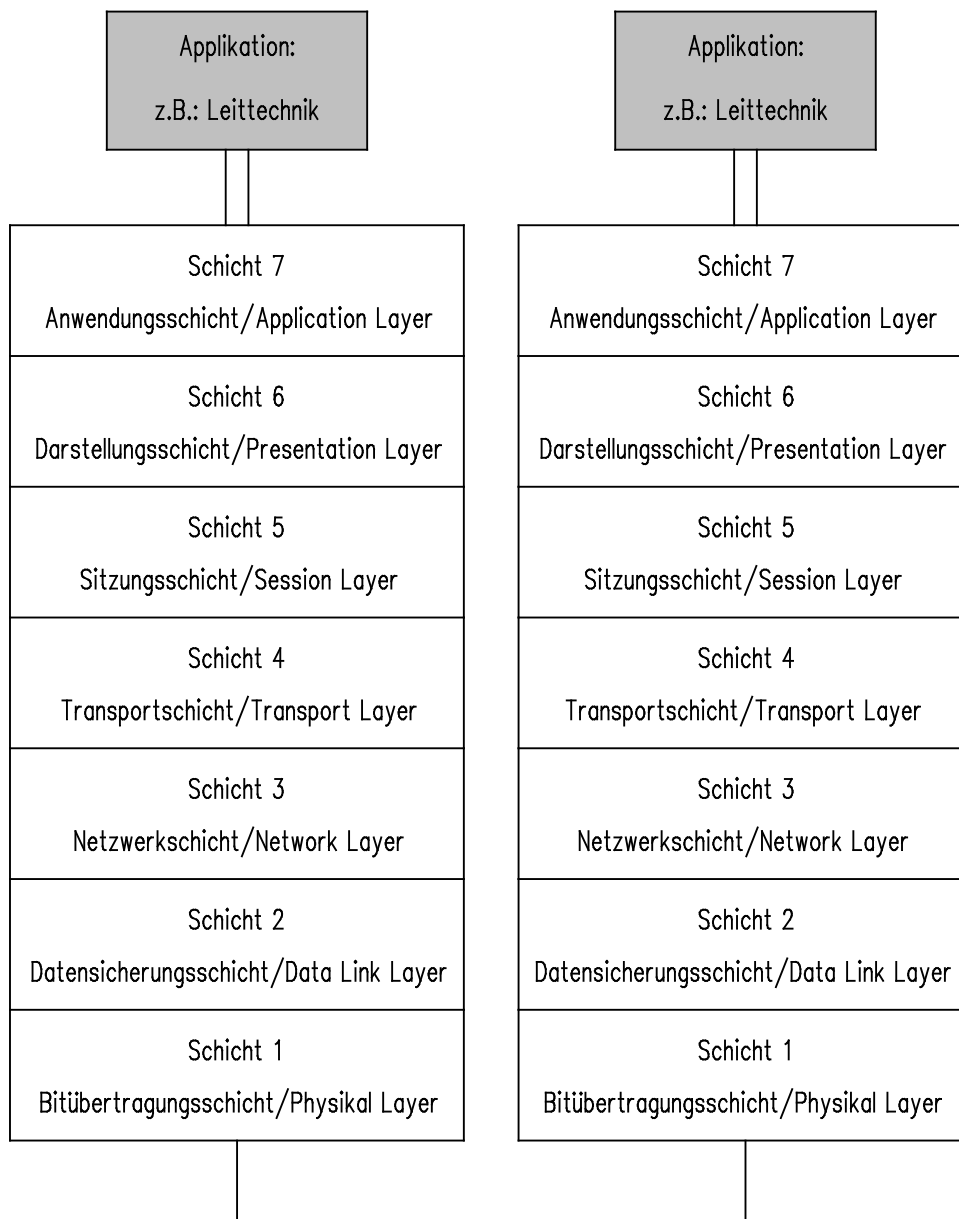 Applikation:
z.B.: Leittechnik
Schicht 7
Anwendungsschicht/Application Layer
Schicht 6
Darstellungsschicht/Presentation Layer
Schicht 5
Sitzungsschicht/Session Layer
Schicht 4
Transportschicht/Transport Layer
Schicht 3
Netzwerkschicht/Network Layer
Schicht 2
Datensicherungsschicht/Data Link Layer
Schicht 1
Bitübertragungsschicht/Physikal Layer
Applikation:
z.B.: Leittechnik
Schicht 7
Anwendungsschicht/Application Layer
Schicht 6
Darstellungsschicht/Presentation Layer
Schicht 5
Sitzungsschicht/Session Layer
Schicht 4
Transportschicht/Transport Layer
Schicht 3
Netzwerkschicht/Network Layer
Schicht 2
Datensicherungsschicht/Data Link Layer
Schicht 1
Bitübertragungsschicht/Physikal Layer